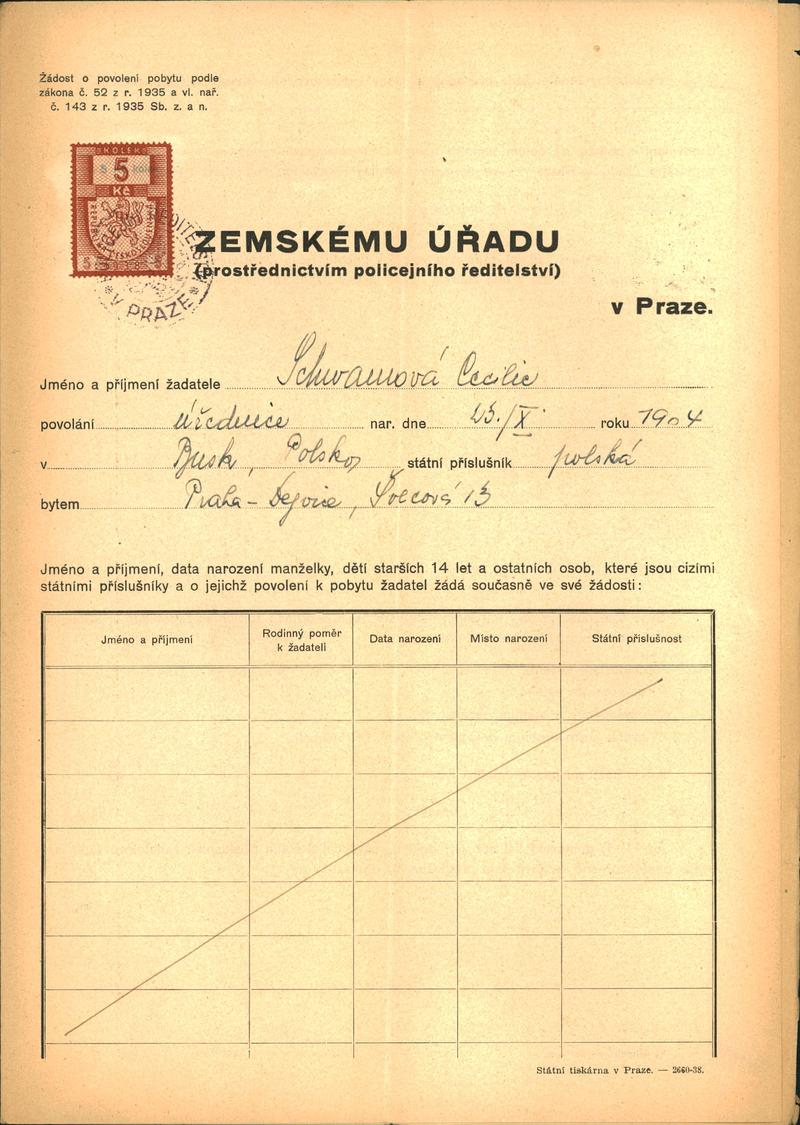 Žádost o povolení pobytu podle
zákona č. 52 z r. 1935 a vl. nař.
č. 143 z r. 1935 Sb. z. a n.
KOLEK
5
Kč
ZEMSKÉMU ÚŘADU
(prostřednictvím policejního ředitelství)
V PRAZE
v Praze.
Jméno a příjmení žadatele Schwamová Cecilie
povolání úřednice nar. dne 23./X. roku 1904
v Busk, Polsko, státní příslušník polská
bytem Praha - Dejvice, Švecova 13
Jméno a příjmení, data narození manželky, dětí starších 14 let a ostatních osob, které jsou cizími
státními příslušníky a o jejichž povolení k pobytu žadatel žádá současně ve své žádosti:
Jméno a příjmení Rodinný poměr k žadateli Data narození Místo narození Státní příslušnost
Státní tiskárna v Praze. — 2660-38.